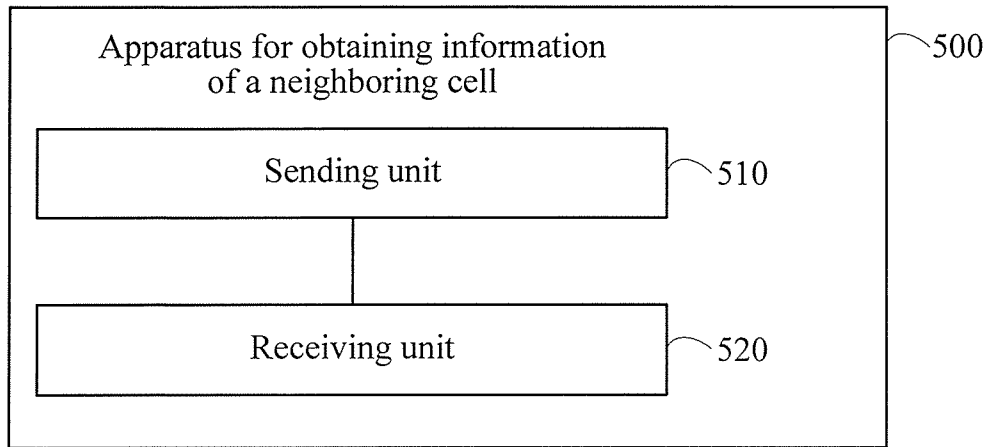 Apparatus for obtaining information
of a neighboring cell
500
Sending unit
510
Receiving unit
520